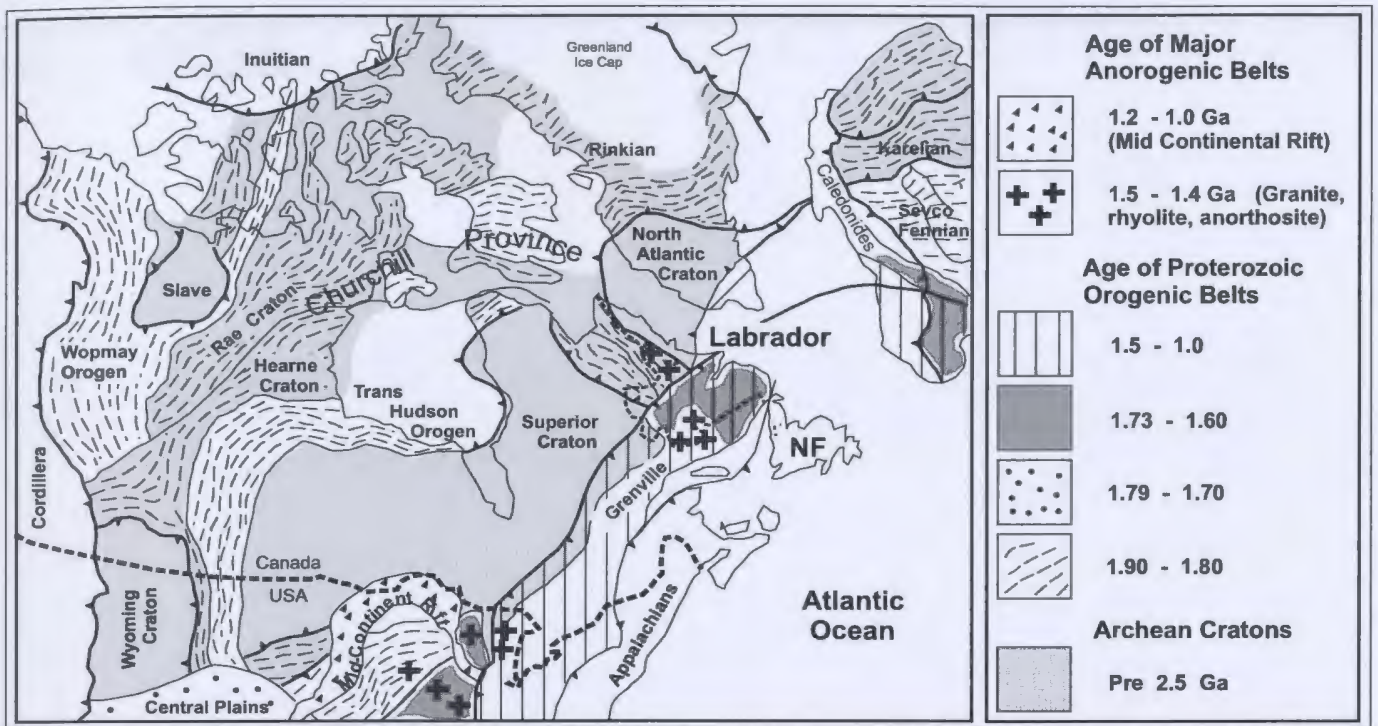 Inuitian
Greenland
Ice Cap
Rinkian
Karelian
Caledonides
Sevco
Fennian
Province
North
Atlantic
Craton
Churchill
Slave
Rae Craton
Wopmay
Orogen
Hearne
Craton
Labrador
Trans
Hudson
Orogen
Superior
Craton
NF
Grenville
Cordillera
Canada
USA
Wyoming
Craton
Mid-Continent Rift
Appalachians
Atlantic
Ocean
Central Plains
Age of Major
Anorogenic Belts
1.2 - 1.0 Ga
(Mid Continental Rift)
1.5 - 1.4 Ga (Granite,
rhyolite, anorthosite)
Age of Proterozoic
Orogenic Belts
1.5 - 1.0
1.73 - 1.60
1.79 - 1.70
1.90 - 1.80
Archean Cratons
Pre 2.5 Ga